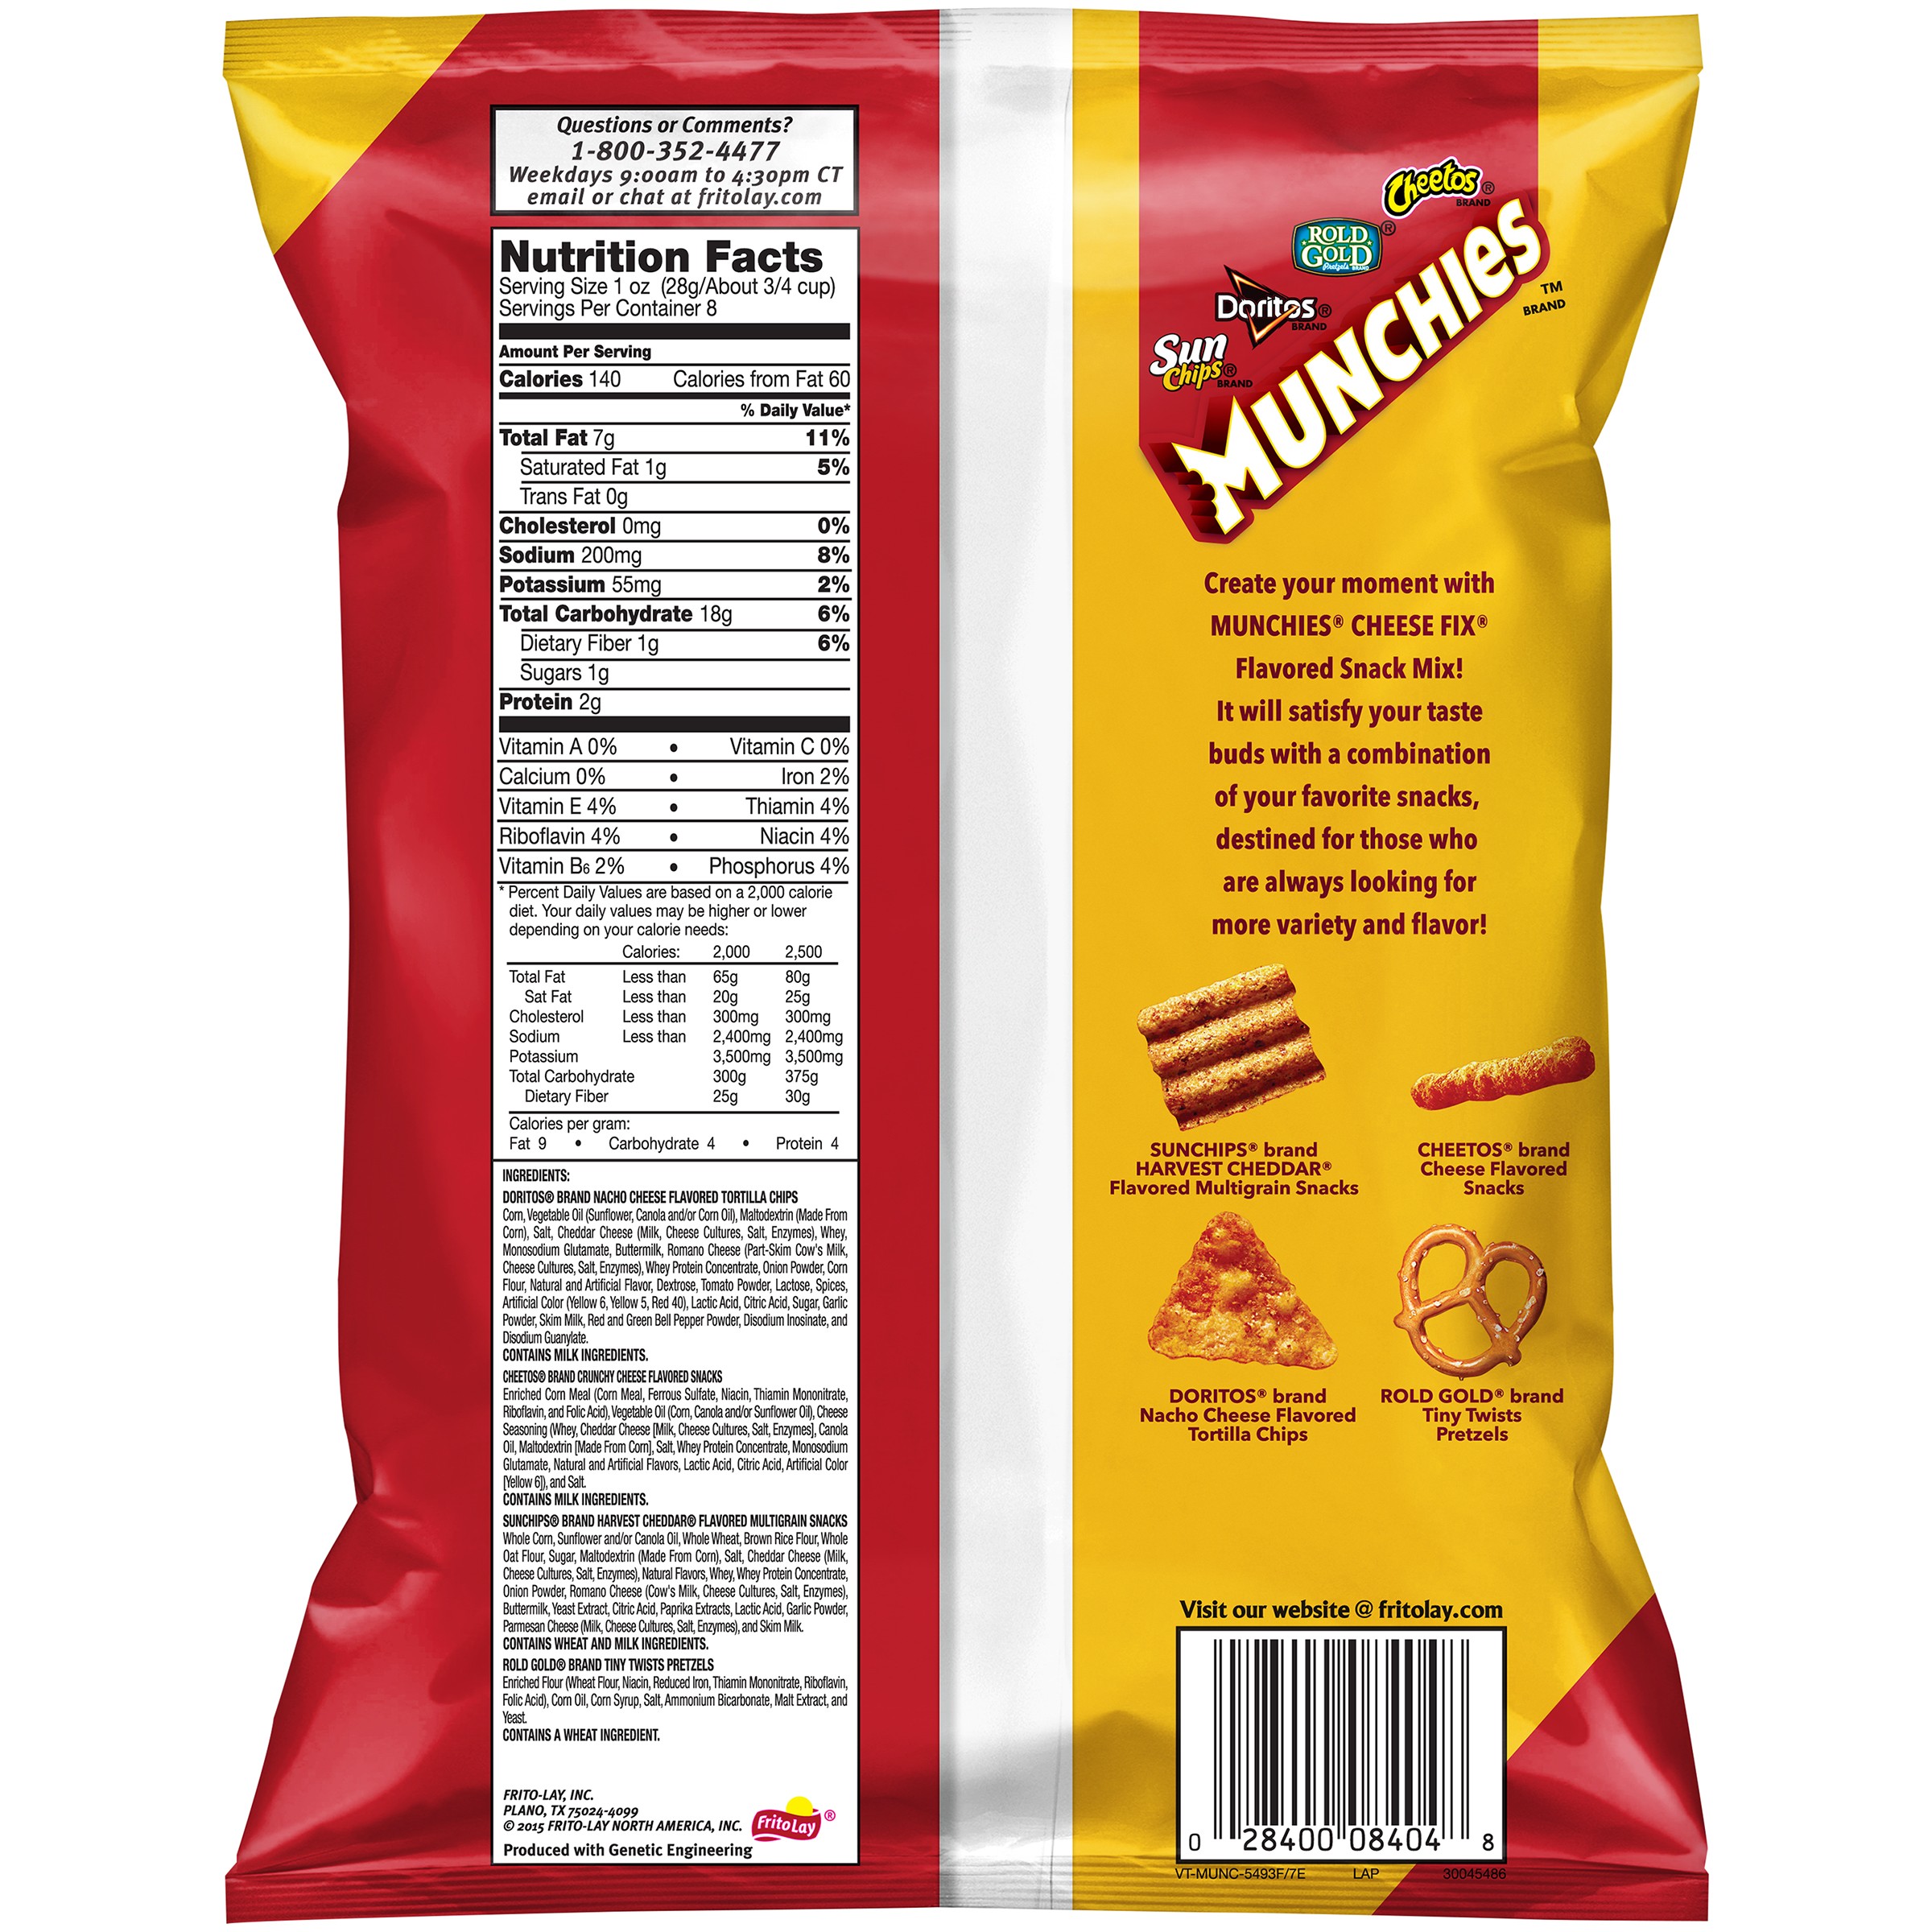 Questions or Comments?
1-800-352-4477
Weekdays 9:00am to 4:30pm CT
email or chat at fritolay.com
Nutrition Facts
Serving Size 1 oz (28g/About 3/4 cup)
Servings Per Container 8
Amount Per Serving
Calories 140 Calories from Fat 60
% Daily Value*
Total Fat 7g 11%
Saturated Fat 1g 5%
Trans Fat 0g
Cholesterol 0mg 0%
Sodium 200mg 8%
Potassium 55mg 2%
Total Carbohydrate 18g 6%
Dietary Fiber 1g 6%
Sugars 1g
Protein 2g
Vitamin A 0% • Vitamin C 0%
Calcium 0% • Iron 2%
Vitamin E 4% • Thiamin 4%
Riboflavin 4% • Niacin 4%
Vitamin B6 2% • Phosphorus 4%
* Percent Daily Values are based on a 2,000 calorie
diet. Your daily values may be higher or lower
depending on your calorie needs:
Calories: 2,000 2,500
Total Fat Less than 65g 80g
Sat Fat Less than 20g 25g
Cholesterol Less than 300mg 300mg
Sodium Less than 2,400mg 2,400mg
Potassium 3,500mg 3,500mg
Total Carbohydrate 300g 375g
Dietary Fiber 25g 30g
Calories per gram:
Fat 9 • Carbohydrate 4 • Protein 4
INGREDIENTS:
DORITOS® BRAND NACHO CHEESE FLAVORED TORTILLA CHIPS
Corn, Vegetable Oil (Sunflower, Canola and/or Corn Oil), Maltodextrin (Made From
Corn), Salt, Cheddar Cheese (Milk, Cheese Cultures, Salt, Enzymes), Whey,
Monosodium Glutamate, Buttermilk, Romano Cheese (Part-Skim Cow's Milk,
Cheese Cultures, Salt, Enzymes), Whey Protein Concentrate, Onion Powder, Corn
Flour, Natural and Artificial Flavor, Dextrose, Tomato Powder, Lactose, Spices,
Artificial Color (Yellow 6, Yellow 5, Red 40), Lactic Acid, Citric Acid, Sugar, Garlic
Powder, Skim Milk, Red and Green Bell Pepper Powder, Disodium Inosinate, and
Disodium Guanylate.
CONTAINS MILK INGREDIENTS.
CHEETOS® BRAND CRUNCHY CHEESE FLAVORED SNACKS
Enriched Corn Meal (Corn Meal, Ferrous Sulfate, Niacin, Thiamin Mononitrate,
Riboflavin, and Folic Acid), Vegetable Oil (Corn, Canola and/or Sunflower Oil), Cheese
Seasoning (Whey, Cheddar Cheese [Milk, Cheese Cultures, Salt, Enzymes], Canola
Oil, Maltodextrin [Made From Corn], Salt, Whey Protein Concentrate, Monosodium
Glutamate, Natural and Artificial Flavors, Lactic Acid, Citric Acid, Artificial Color
[Yellow 6]), and Salt.
CONTAINS MILK INGREDIENTS.
SUNCHIPS® BRAND HARVEST CHEDDAR® FLAVORED MULTIGRAIN SNACKS
Whole Corn, Sunflower and/or Canola Oil, Whole Wheat, Brown Rice Flour, Whole
Oat Flour, Sugar, Maltodextrin (Made From Corn), Salt, Cheddar Cheese (Milk,
Cheese Cultures, Salt, Enzymes), Natural Flavors, Whey, Whey Protein Concentrate,
Onion Powder, Romano Cheese (Cow's Milk, Cheese Cultures, Salt, Enzymes),
Buttermilk, Yeast Extract, Citric Acid, Paprika Extracts, Lactic Acid, Garlic Powder,
Parmesan Cheese (Milk, Cheese Cultures, Salt, Enzymes), and Skim Milk.
CONTAINS WHEAT AND MILK INGREDIENTS.
ROLD GOLD® BRAND TINY TWISTS PRETZELS
Enriched Flour (Wheat Flour, Niacin, Reduced Iron, Thiamin Mononitrate, Riboflavin,
Folic Acid), Corn Oil, Corn Syrup, Salt, Ammonium Bicarbonate, Malt Extract, and
Yeast.
CONTAINS A WHEAT INGREDIENT.
FRITO-LAY, INC.
PLANO, TX 75024-4099
© 2015 FRITO-LAY NORTH AMERICA, INC.
Produced with Genetic Engineering
Frito Lay ®
Cheetos® BRAND
ROLD GOLD® Pretzels BRAND
Doritos® BRAND
Sun Chips® BRAND
MUNCHIES ™ BRAND
Create your moment with
MUNCHIES® CHEESE FIX®
Flavored Snack Mix!
It will satisfy your taste
buds with a combination
of your favorite snacks,
destined for those who
are always looking for
more variety and flavor!
SUNCHIPS® brand
HARVEST CHEDDAR®
Flavored Multigrain Snacks
CHEETOS® brand
Cheese Flavored
Snacks
DORITOS® brand
Nacho Cheese Flavored
Tortilla Chips
ROLD GOLD® brand
Tiny Twists
Pretzels
Visit our website @ fritolay.com
0 28400 08404 8
VT-MUNC-5493F/7E LAP 30045486